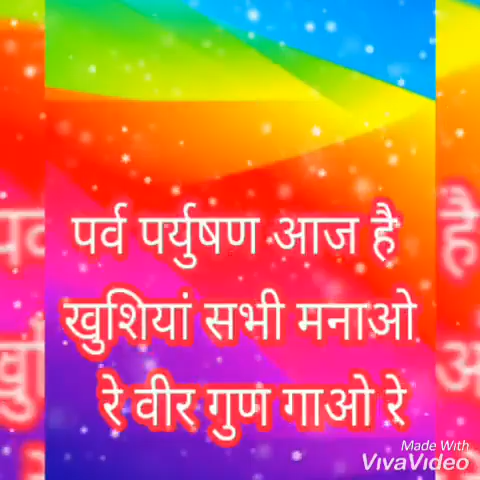 पर्व पर्युषण आज है
खुशियां सभी मनाओ
रे वीर गुण गाओ रे
Made With
VivaVideo